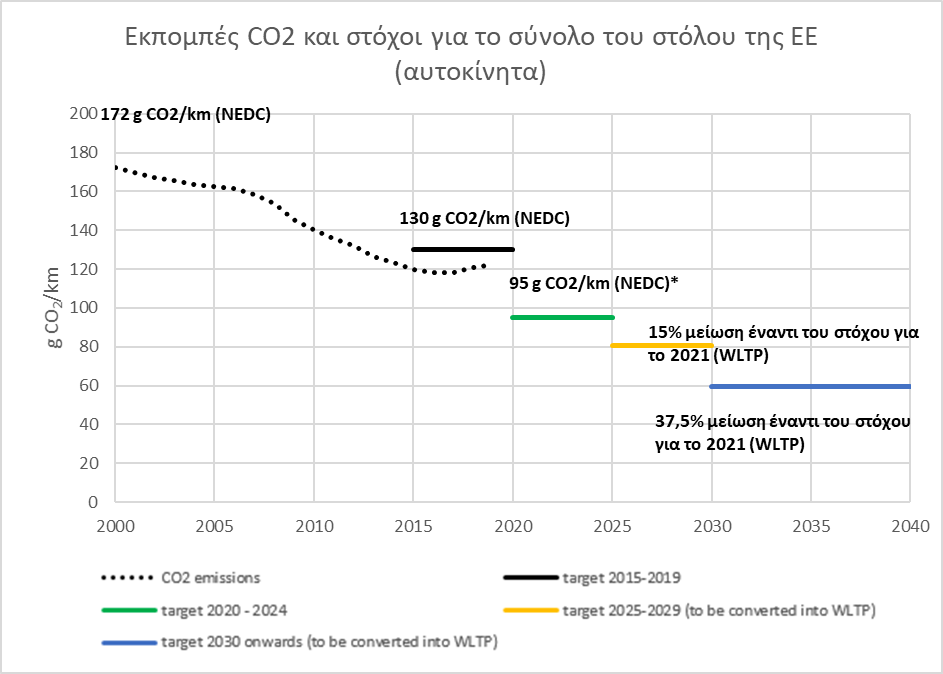 Εκπομπές CO2 και στόχοι για το σύνολο του στόλου της ΕΕ
(αυτοκίνητα)
200
172 g CO2/km (NEDC)
180
160
140
130 g CO2/km (NEDC)
120
100
95 g CO2/km (NEDC)*
80
15% μείωση έναντι του στόχου για
το 2021 (WLTP)
60
40
37,5% μείωση έναντι του στόχου
για το 2021 (WLTP)
20
0
g CO2/km
2000 2005 2010 2015 2020 2025 2030 2035 2040
CO2 emissions
target 2015-2019
target 2020 - 2024
target 2025-2029 (to be converted into WLTP)
target 2030 onwards (to be converted into WLTP)